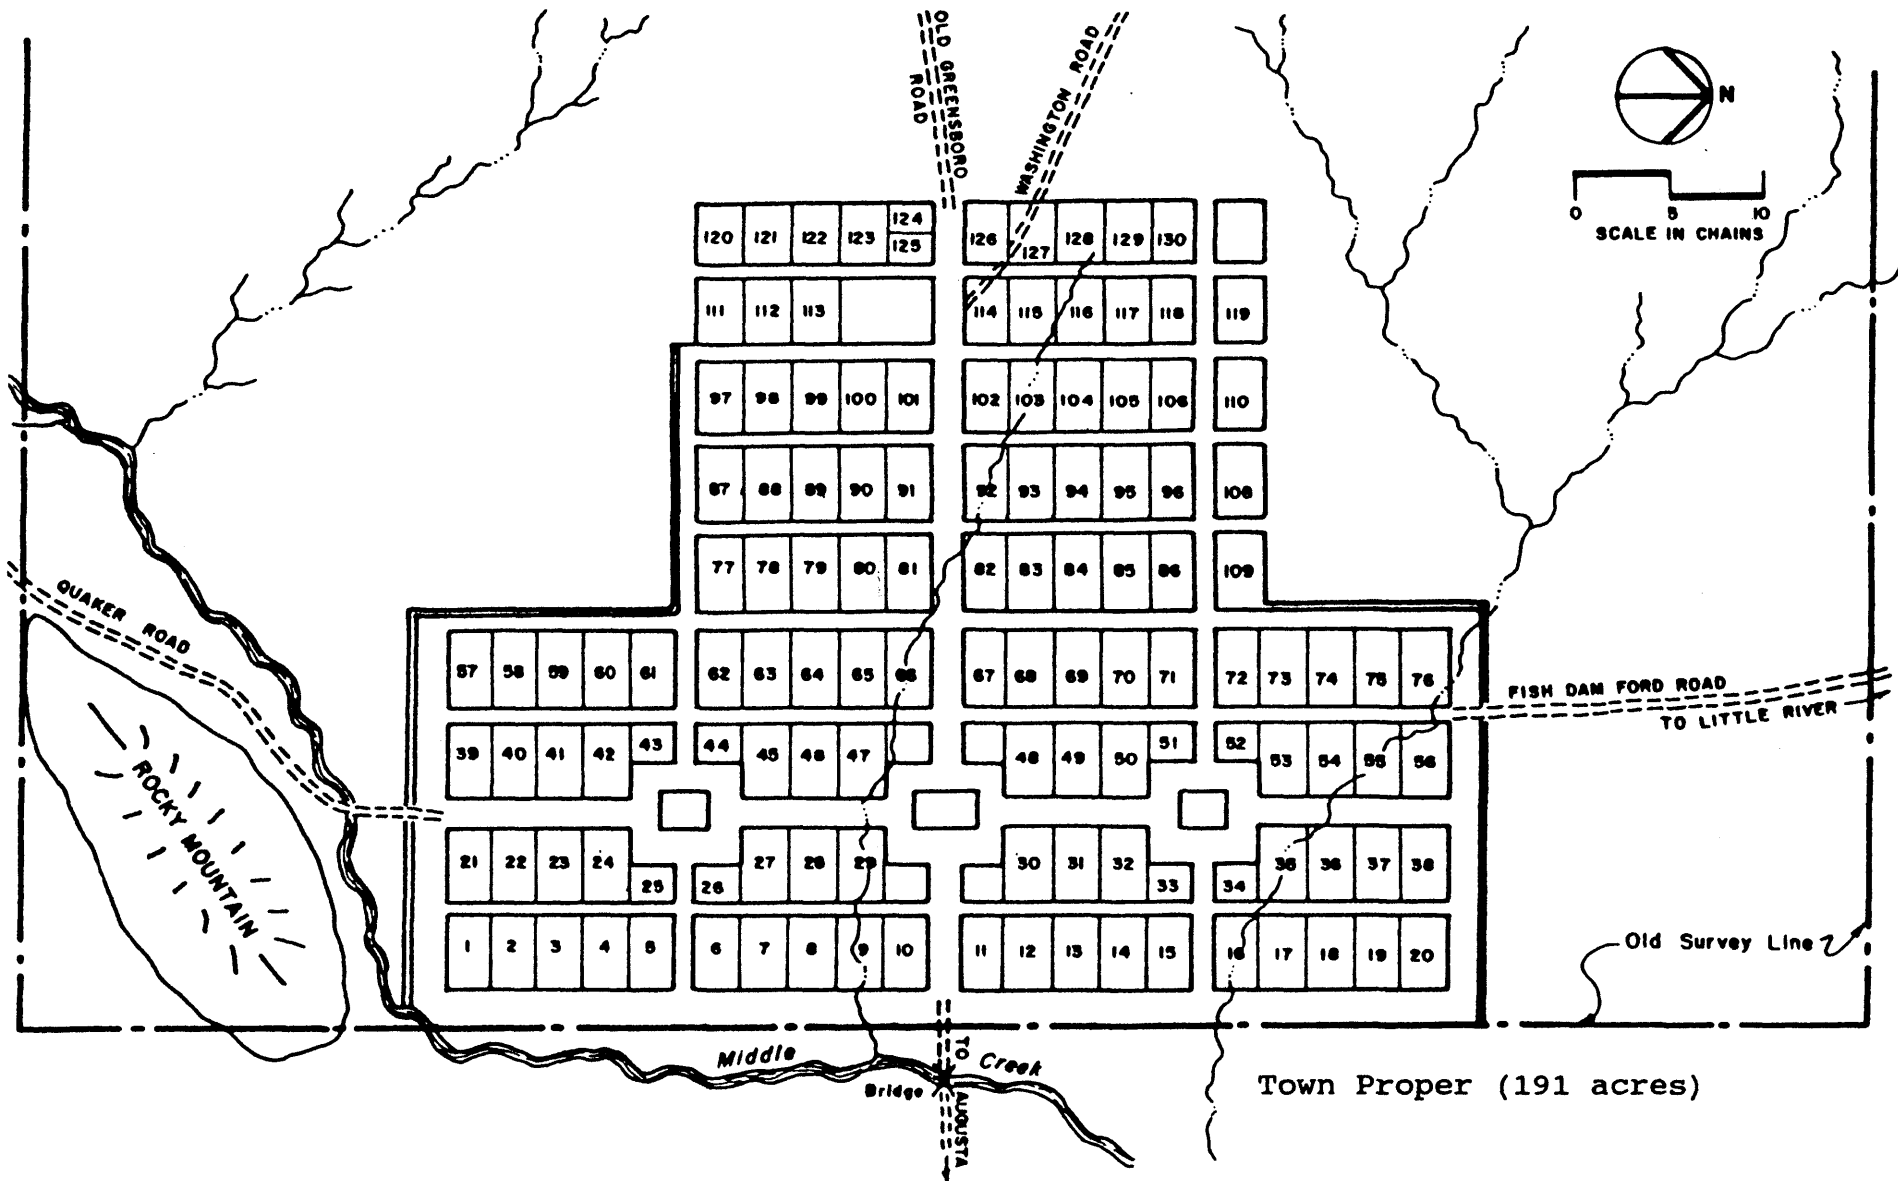 OLD GREENSBORO
ROAD
WASHINGTON ROAD
N
0 5 10
SCALE IN CHAINS
120 121 122 123 124 126 127 128 129 130
125
111 112 113 114 115 116 117 118 119
97 98 99 100 101 102 103 104 105 106 110
87 88 89 90 91 92 93 94 95 96 108
77 78 79 80 81 82 83 84 85 86 109
QUAKER ROAD
57 58 59 60 61 62 63 64 65 66 67 68 69 70 71 72 73 74 75 76
FISH DAM FORD ROAD
TO LITTLE RIVER
39 40 41 42 43 44 45 46 47 48 49 50 51 52 53 54 55 56
ROCKY MOUNTAIN
21 22 23 24 25 26 27 28 29 30 31 32 33 34 35 36 37 38
1 2 3 4 5 6 7 8 9 10 11 12 13 14 15 16 17 18 19 20
Old Survey Line
Middle Creek
Bridge
TO AUGUSTA
Town Proper (191 acres)